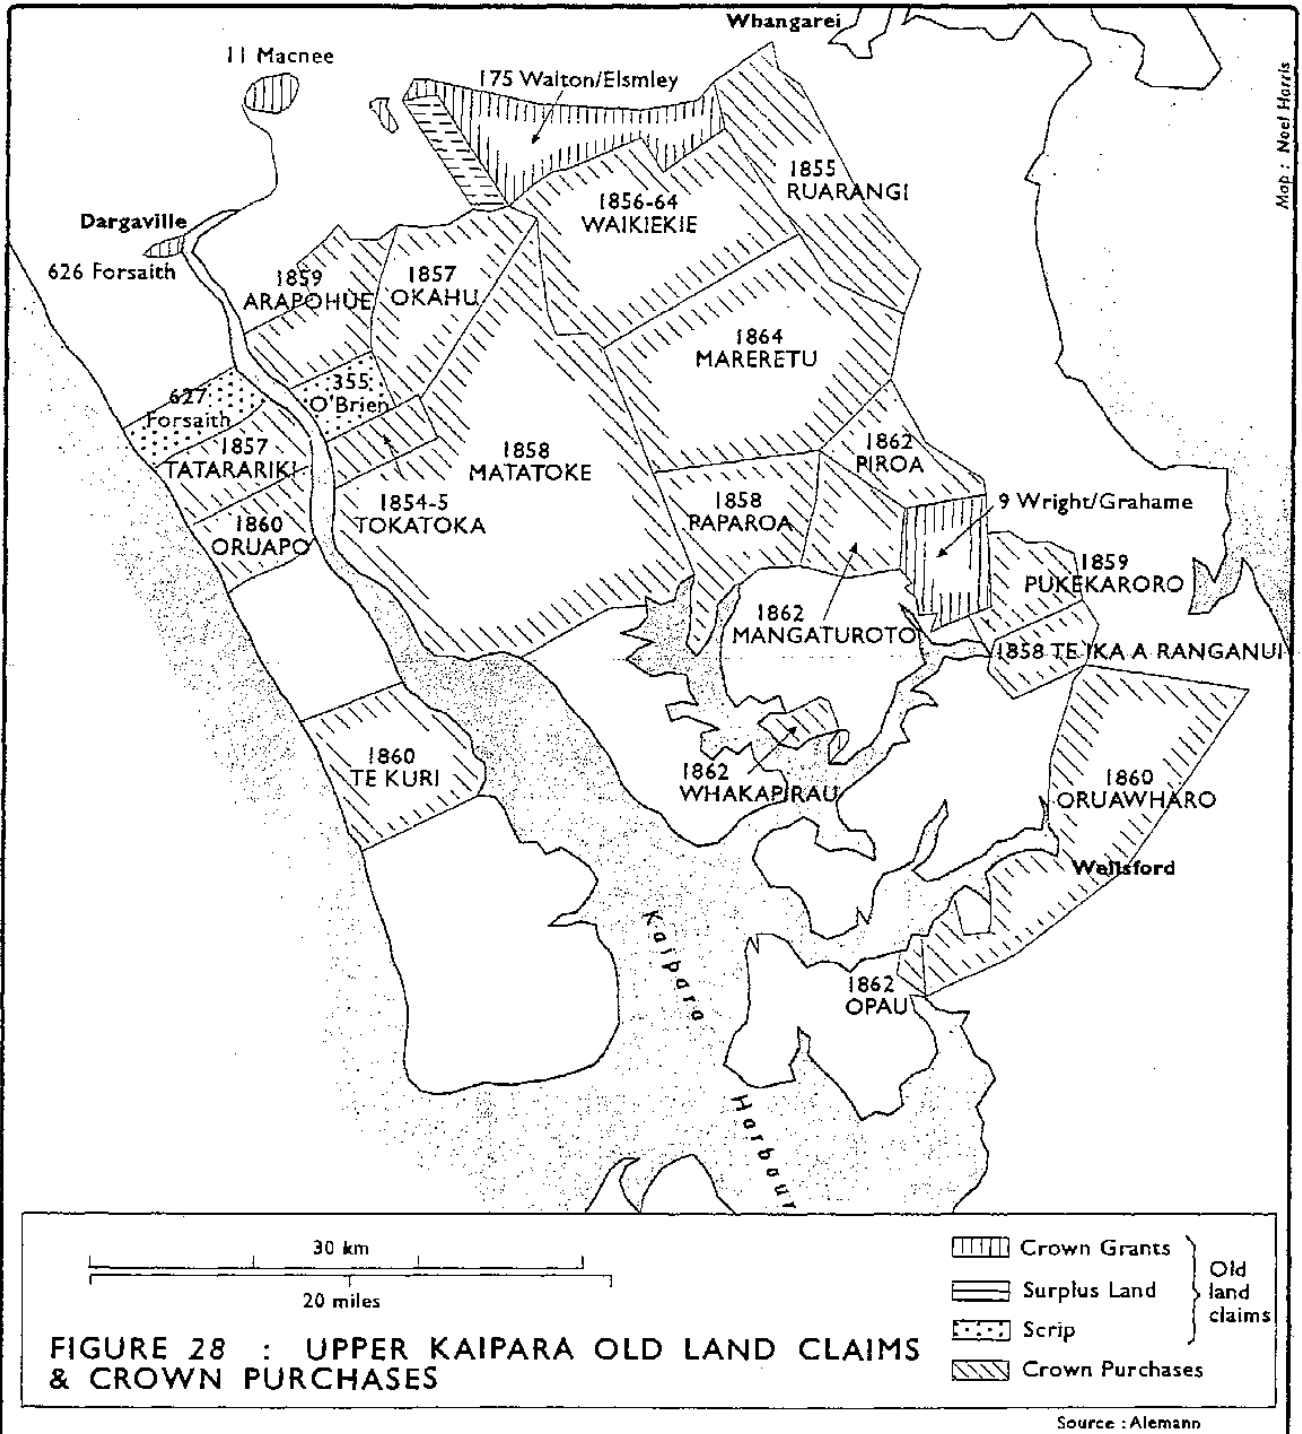 Whangarei
11 Macnee
175 Walton/Elsmley
Map : Noel Harris
1855
RUARANGI
1856-64
WAIKIEKIE
Dargaville
626 Forsaith
1859
ARAPOHUE
1857
OKAHU
1864
MARERETU
627
Forsaith
355
O'Brien
1857
TATARARIKI
1858
MATATOKE
1862
PIROA
1854-5
TOKATOKA
1858
PAPAROA
9 Wright/Grahame
1860
ORUAPO
1859
PUKEKARORO
1862
MANGATUROTO
1858 TE IKA A RANGANUI
1860
TE KURI
1862
WHAKAPIRAU
1860
ORUAWHARO
Wellsford
Kaipara
1862
OPAU
Harbour
30 km
20 miles
Crown Grants
Surplus Land
Scrip
Old
land
claims
Crown Purchases
FIGURE 28 : UPPER KAIPARA OLD LAND CLAIMS
& CROWN PURCHASES
Source : Alemann